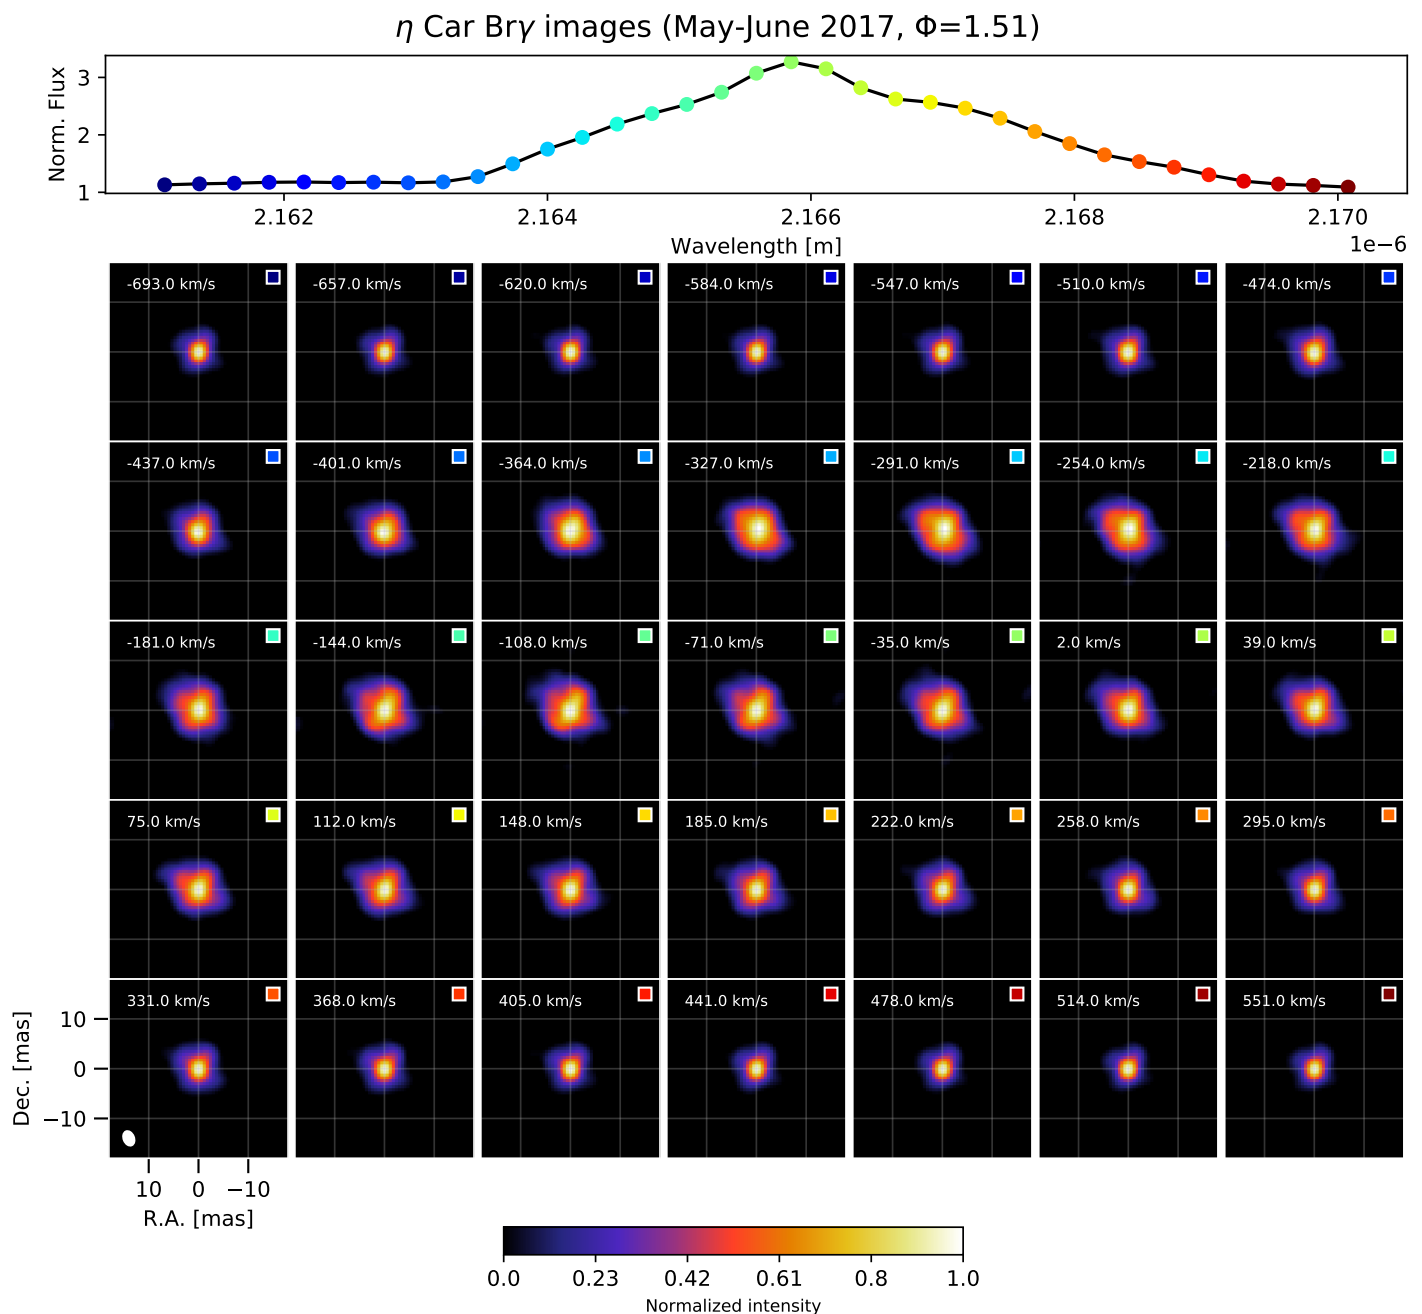 η Car Brγ images (May-June 2017, Φ=1.51)
Norm. Flux
3
2
1
2.162 2.164 2.166 2.168 2.170
1e−6
Wavelength [m]
-693.0 km/s -657.0 km/s -620.0 km/s -584.0 km/s -547.0 km/s -510.0 km/s -474.0 km/s
-437.0 km/s -401.0 km/s -364.0 km/s -327.0 km/s -291.0 km/s -254.0 km/s -218.0 km/s
-181.0 km/s -144.0 km/s -108.0 km/s -71.0 km/s -35.0 km/s 2.0 km/s 39.0 km/s
75.0 km/s 112.0 km/s 148.0 km/s 185.0 km/s 222.0 km/s 258.0 km/s 295.0 km/s
331.0 km/s 368.0 km/s 405.0 km/s 441.0 km/s 478.0 km/s 514.0 km/s 551.0 km/s
Dec. [mas]
10
0
−10
10 0 −10
R.A. [mas]
0.0 0.23 0.42 0.61 0.8 1.0
Normalized intensity